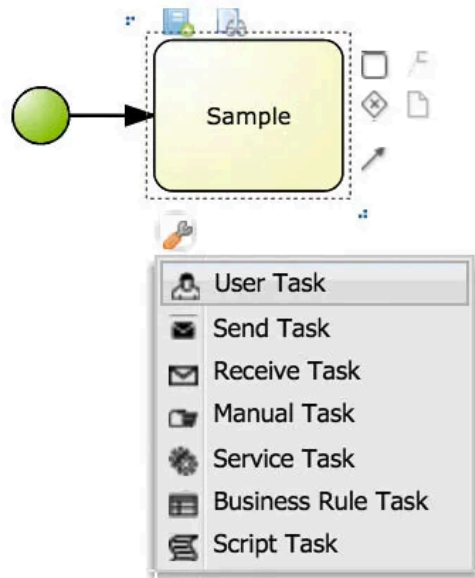 Sample
User Task
Send Task
Receive Task
Manual Task
Service Task
Business Rule Task
Script Task